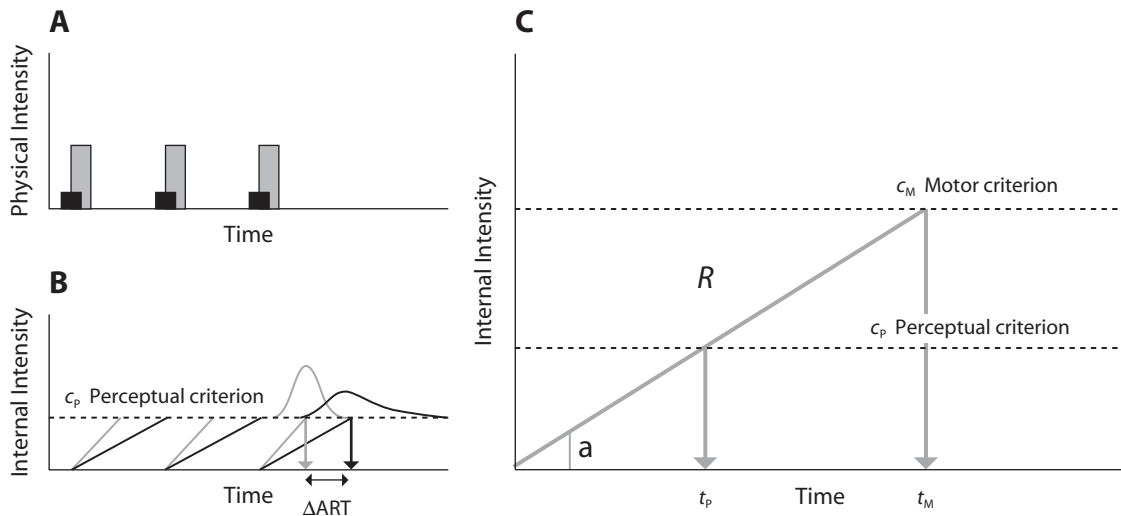 A
Physical Intensity
Time
B
Internal Intensity
cP Perceptual criterion
Time
ΔART
C
Internal Intensity
cM Motor criterion
R
cP Perceptual criterion
a
tP
Time
tM